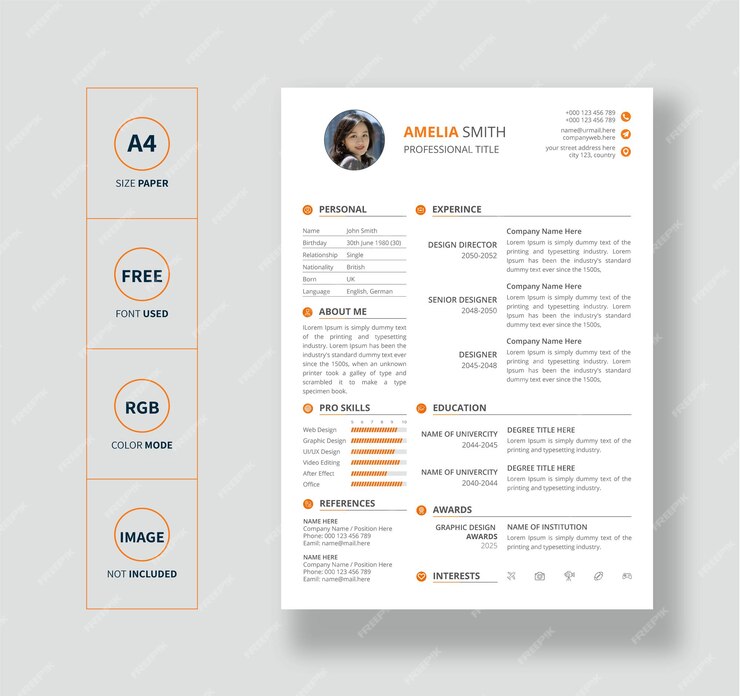 A4
SIZE PAPER
FREE
FONT USED
RGB
COLOR MODE
IMAGE
NOT INCLUDED
AMELIA SMITH
PROFESSIONAL TITLE
+000 123 456 789
+000 123 456 789
name@urmail,here
companyweb.here
your street address here
city 123, country
PERSONAL
Name John Smith
Birthday 30th June 1980 (30)
Relationship Single
Nationality British
Born UK
Language English, German
ABOUT ME
lLorem Ipsum is simply dummy text
of the printing and typesetting
industry. Lorem Ipsum has been the
industry's standard dummy text
ever since the 1500s, when an
unknown printer took a galley of
printer took a galley of type and
scrambled it to make a type
specimen book.
PRO SKILLS
5 6 7 8 9 10
Web Design
Graphic Design
UI/UX Design
Video Editing
After Effect
Office
REFERENCES
NAME HERE
Company Name / Position Here
Phone: 000 123 456 789
Eamil: name@mail.here
NAME HERE
Company Name / Position Here
Phone: 000 123 456 789
Eamil: name@mail.here
EXPERINCE
DESIGN DIRECTOR
2050-2052
Company Name Here
Lorem Ipsum is simply dummy text of the
printing and typesetting industry. Lorem
Ipsum has been the industry's standard
dummy text ever since the 1500s,
SENIOR DESIGNER
2048-2050
Company Name Here
Lorem Ipsum is simply dummy text of the
printing and typesetting industry. Lorem
Ipsum has been the industry's standard
dummy text ever since the 1500s,
DESIGNER
2045-2048
Company Name Here
Lorem Ipsum is simply dummy text of the
printing and typesetting industry. Lorem
Ipsum has been the industry's standard
dummy text ever since the 1500s,
EDUCATION
NAME OF UNIVERCITY
2044-2045
DEGREE TITLE HERE
Lorem Ipsum is simply dummy text of the
printing and typesetting industry.
NAME OF UNIVERCITY
2040-2044
DEGREE TITLE HERE
Lorem Ipsum is simply dummy text of the
printing and typesetting industry.
AWARDS
GRAPHIC DESIGN
AWARDS
2025
NAME OF INSTITUTION
Lorem Ipsum is simply dummy text of the
printing and typesetting industry.
INTERESTS
FREEPIK